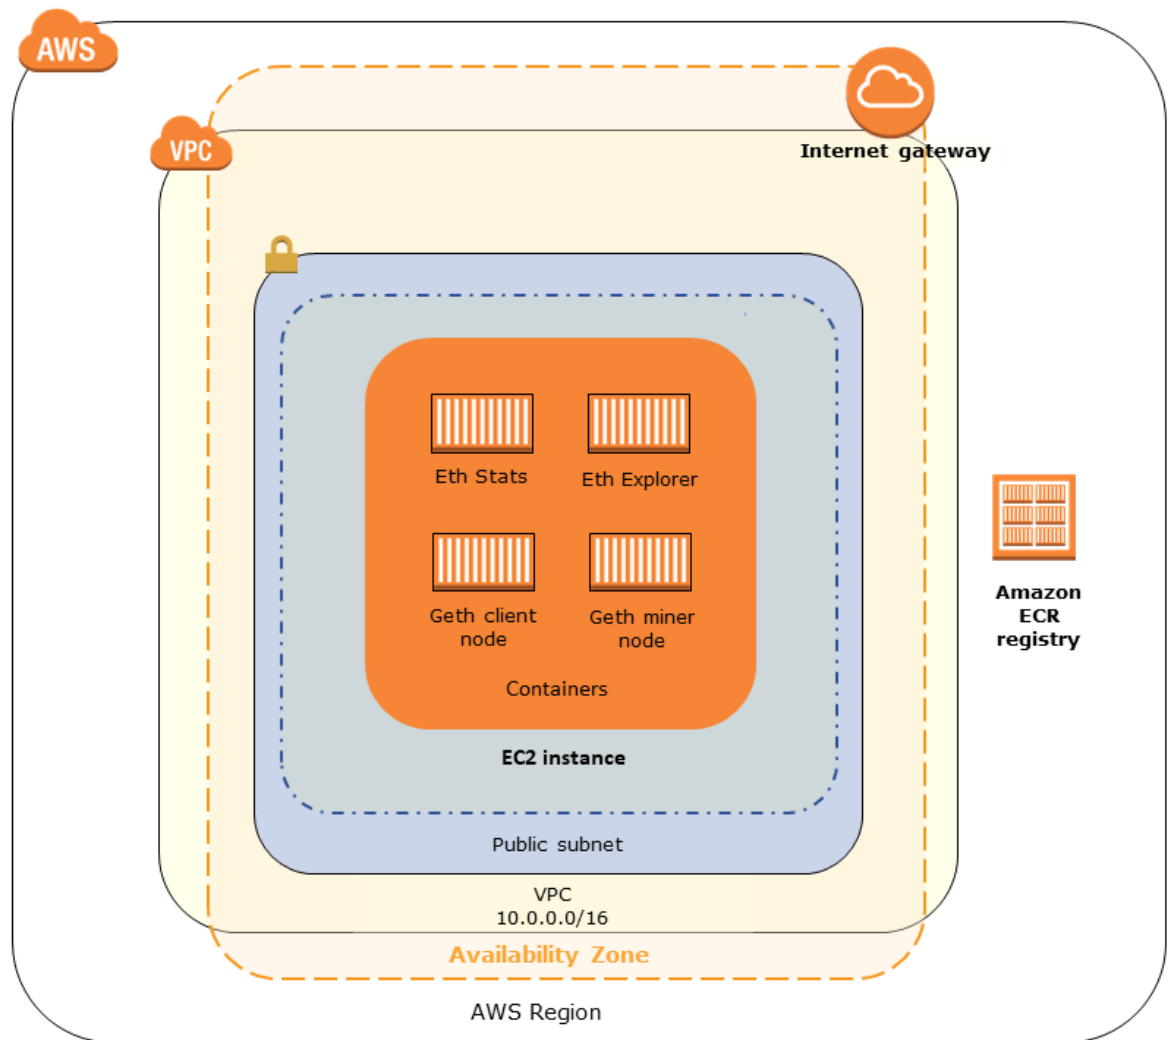 AWS
VPC
Internet gateway
Eth Stats
Eth Explorer
Geth client
node
Geth miner
node
Containers
EC2 instance
Public subnet
VPC
10.0.0.0/16
Availability Zone
AWS Region
Amazon
ECR
registry